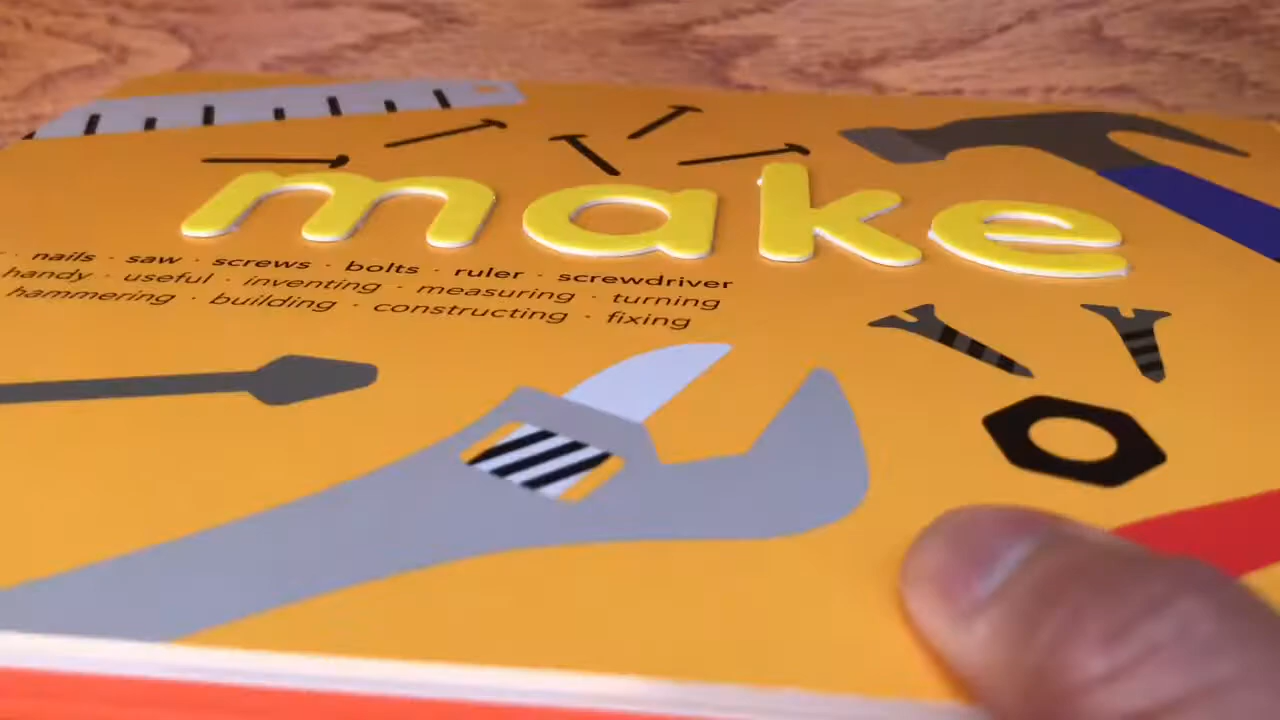 make
· nails · saw · screws · bolts · ruler · screwdriver
handy · useful · inventing · measuring · turning
hammering · building · constructing · fixing